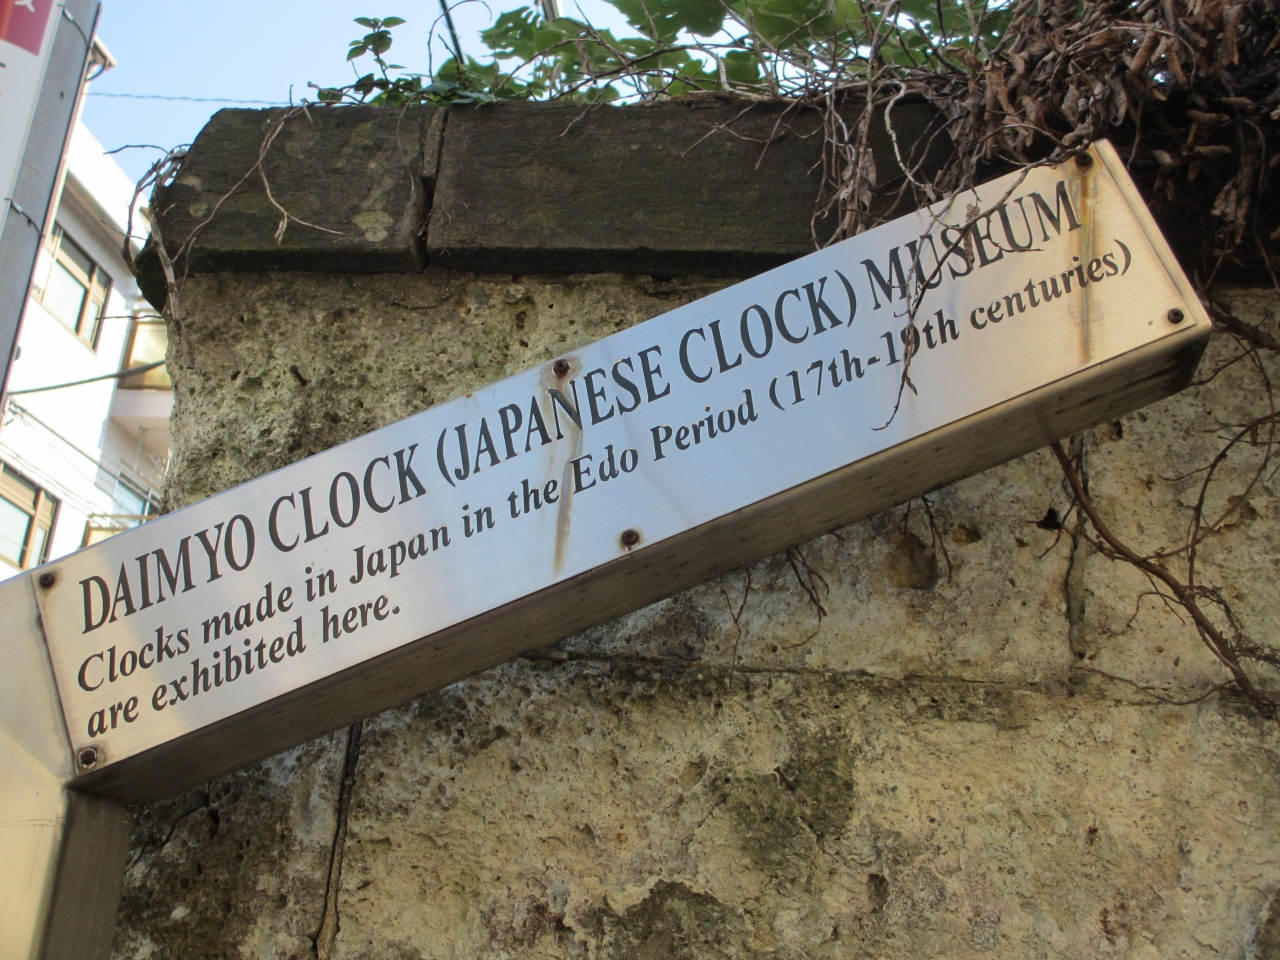 DAIMYO CLOCK (JAPANESE CLOCK) MUSEUM
Clocks made in Japan in the Edo Period (17th-19th centuries)
are exhibited here.